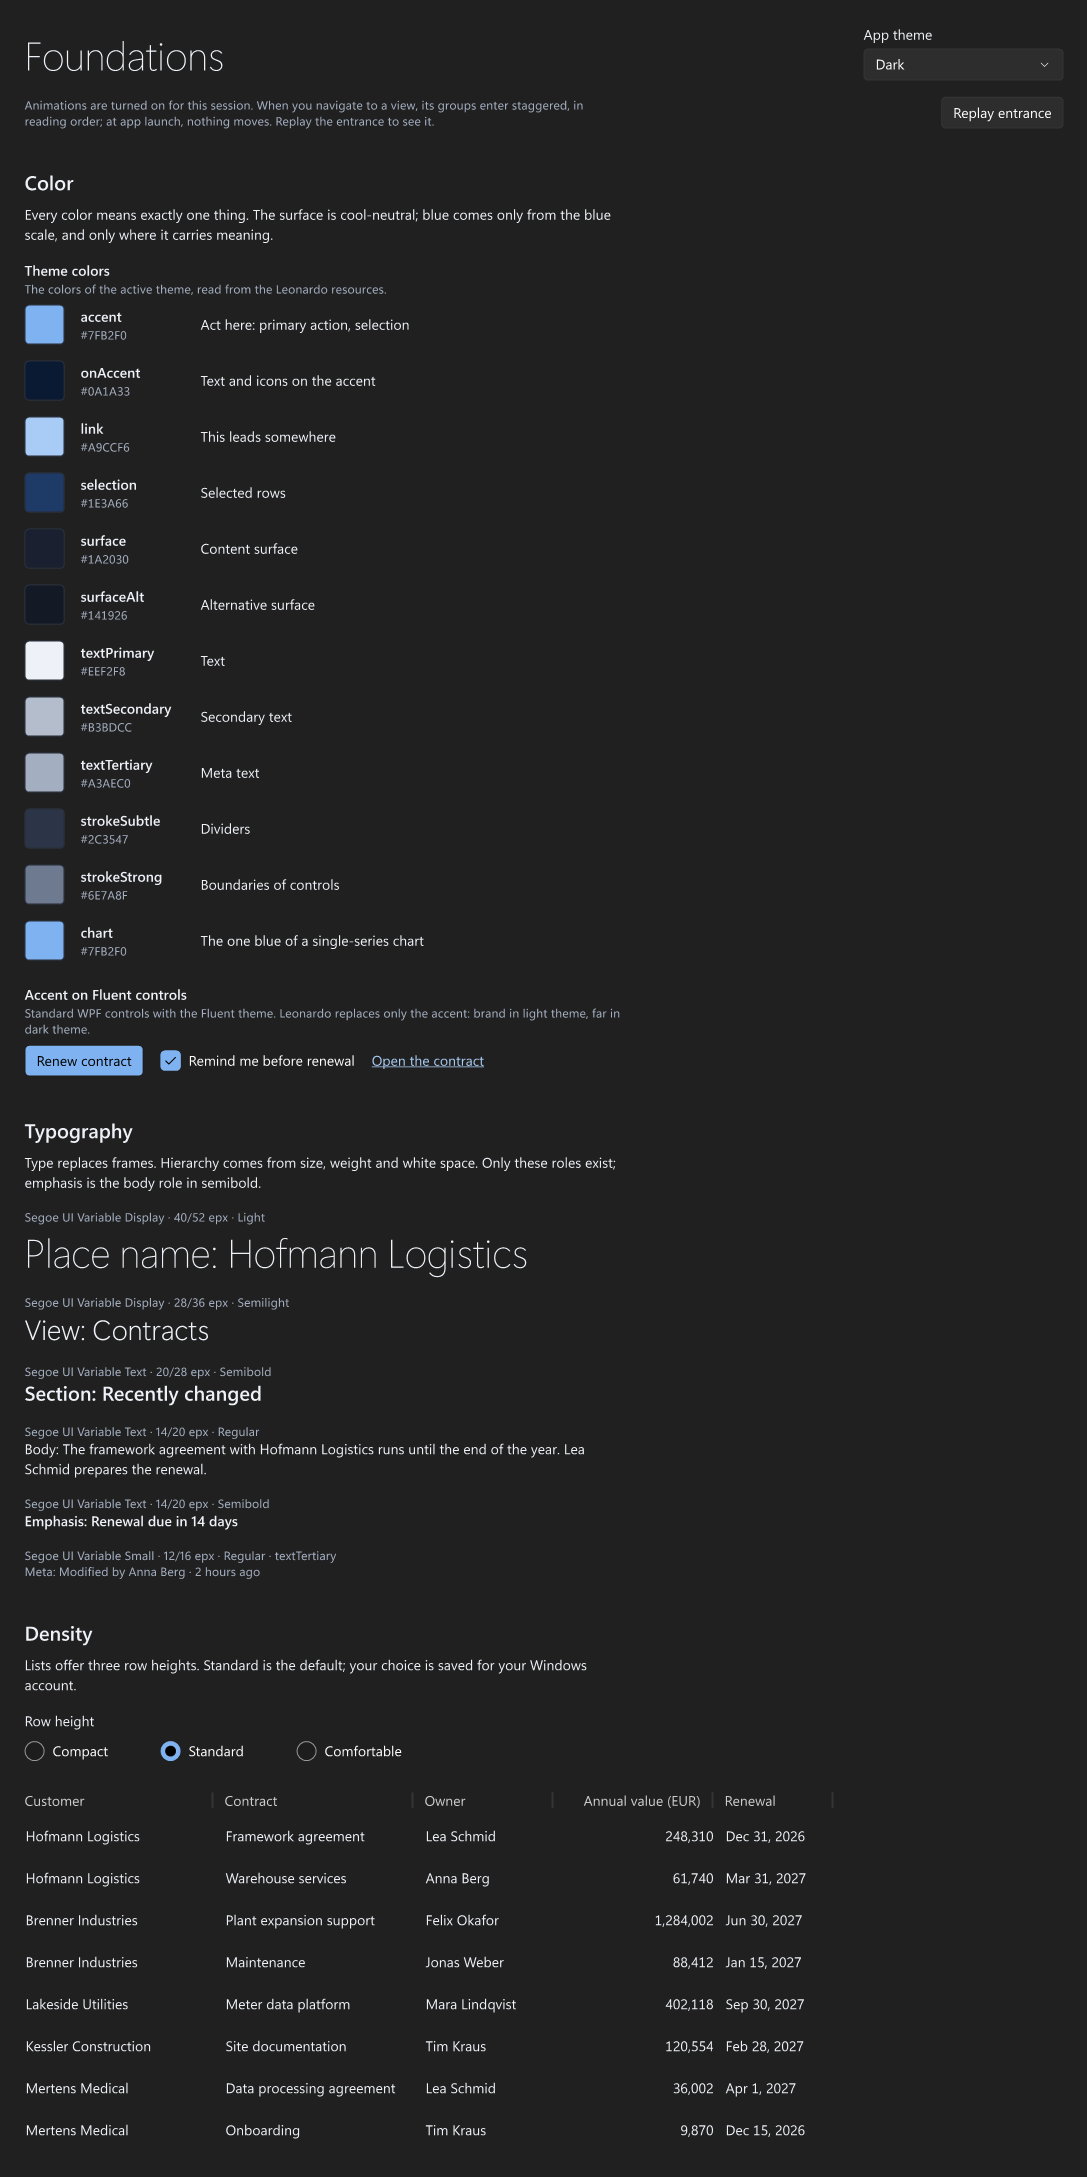 Foundations
App theme
Dark
Animations are turned on for this session. When you navigate to a view, its groups enter staggered, in
reading order; at app launch, nothing moves. Replay the entrance to see it.
Replay entrance
Color
Every color means exactly one thing. The surface is cool-neutral; blue comes only from the blue
scale, and only where it carries meaning.
Theme colors
The colors of the active theme, read from the Leonardo resources.
accent
#7FB2F0
Act here: primary action, selection
onAccent
#0A1A33
Text and icons on the accent
link
#A9CCF6
This leads somewhere
selection
#1E3A66
Selected rows
surface
#1A2030
Content surface
surfaceAlt
#141926
Alternative surface
textPrimary
#EEF2F8
Text
textSecondary
#B3BDCC
Secondary text
textTertiary
#A3AEC0
Meta text
strokeSubtle
#2C3547
Dividers
strokeStrong
#6E7A8F
Boundaries of controls
chart
#7FB2F0
The one blue of a single-series chart
Accent on Fluent controls
Standard WPF controls with the Fluent theme. Leonardo replaces only the accent: brand in light theme, far in
dark theme.
Renew contract Remind me before renewal Open the contract
Typography
Type replaces frames. Hierarchy comes from size, weight and white space. Only these roles exist;
emphasis is the body role in semibold.
Segoe UI Variable Display · 40/52 epx · Light
Place name: Hofmann Logistics
Segoe UI Variable Display · 28/36 epx · Semilight
View: Contracts
Segoe UI Variable Text · 20/28 epx · Semibold
Section: Recently changed
Segoe UI Variable Text · 14/20 epx · Regular
Body: The framework agreement with Hofmann Logistics runs until the end of the year. Lea
Schmid prepares the renewal.
Segoe UI Variable Text · 14/20 epx · Semibold
Emphasis: Renewal due in 14 days
Segoe UI Variable Small · 12/16 epx · Regular · textTertiary
Meta: Modified by Anna Berg · 2 hours ago
Density
Lists offer three row heights. Standard is the default; your choice is saved for your Windows
account.
Row height
Compact Standard Comfortable
Customer Contract Owner Annual value (EUR) Renewal
Hofmann Logistics Framework agreement Lea Schmid 248,310 Dec 31, 2026
Hofmann Logistics Warehouse services Anna Berg 61,740 Mar 31, 2027
Brenner Industries Plant expansion support Felix Okafor 1,284,002 Jun 30, 2027
Brenner Industries Maintenance Jonas Weber 88,412 Jan 15, 2027
Lakeside Utilities Meter data platform Mara Lindqvist 402,118 Sep 30, 2027
Kessler Construction Site documentation Tim Kraus 120,554 Feb 28, 2027
Mertens Medical Data processing agreement Lea Schmid 36,002 Apr 1, 2027
Mertens Medical Onboarding Tim Kraus 9,870 Dec 15, 2026